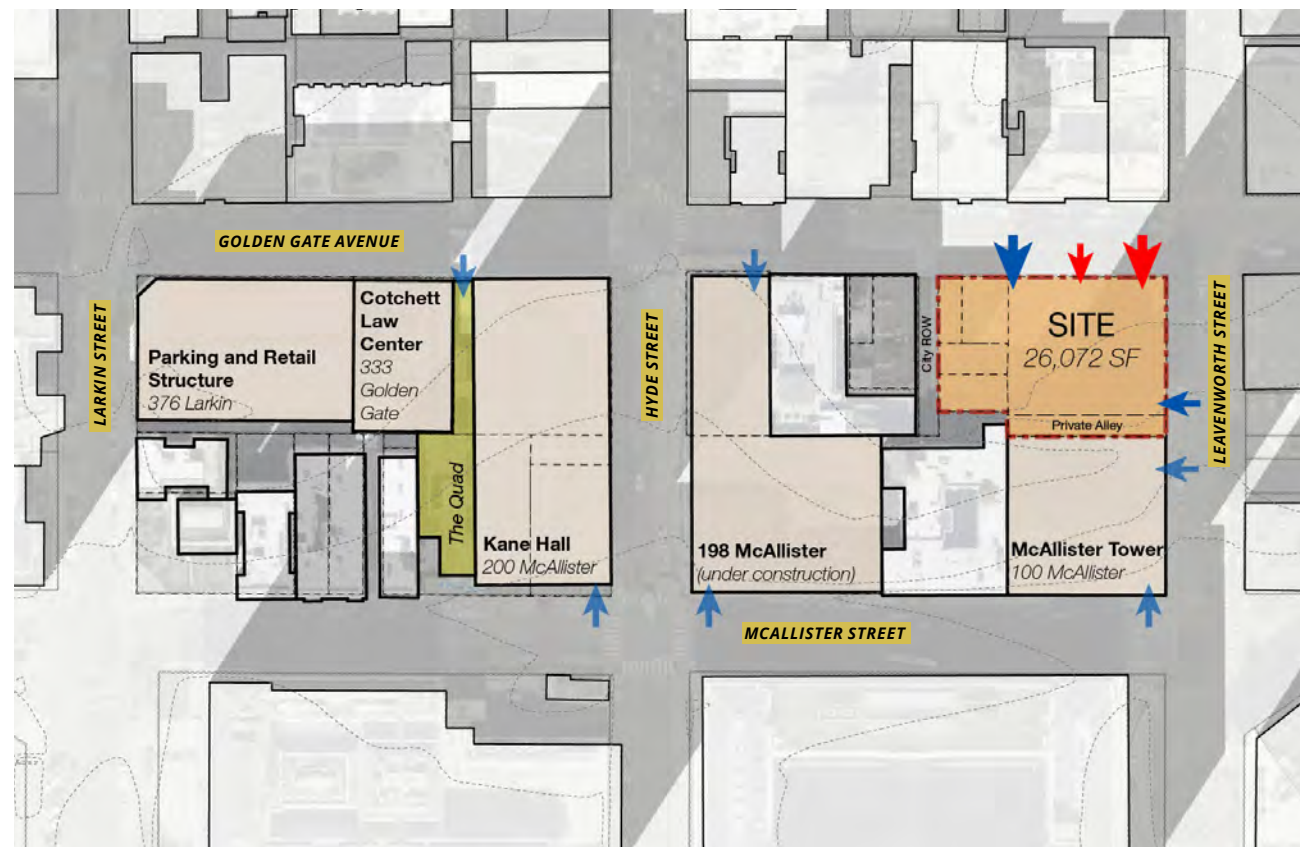 GOLDEN GATE AVENUE
LARKIN STREET
Parking and Retail
Structure
376 Larkin
Cotchett
Law
Center
333
Golden
Gate
The Quad
Kane Hall
200 McAllister
HYDE STREET
198 McAllister
(under construction)
City ROW
SITE
26,072 SF
Private Alley
McAllister Tower
100 McAllister
LEAVENWORTH STREET
MCALLISTER STREET